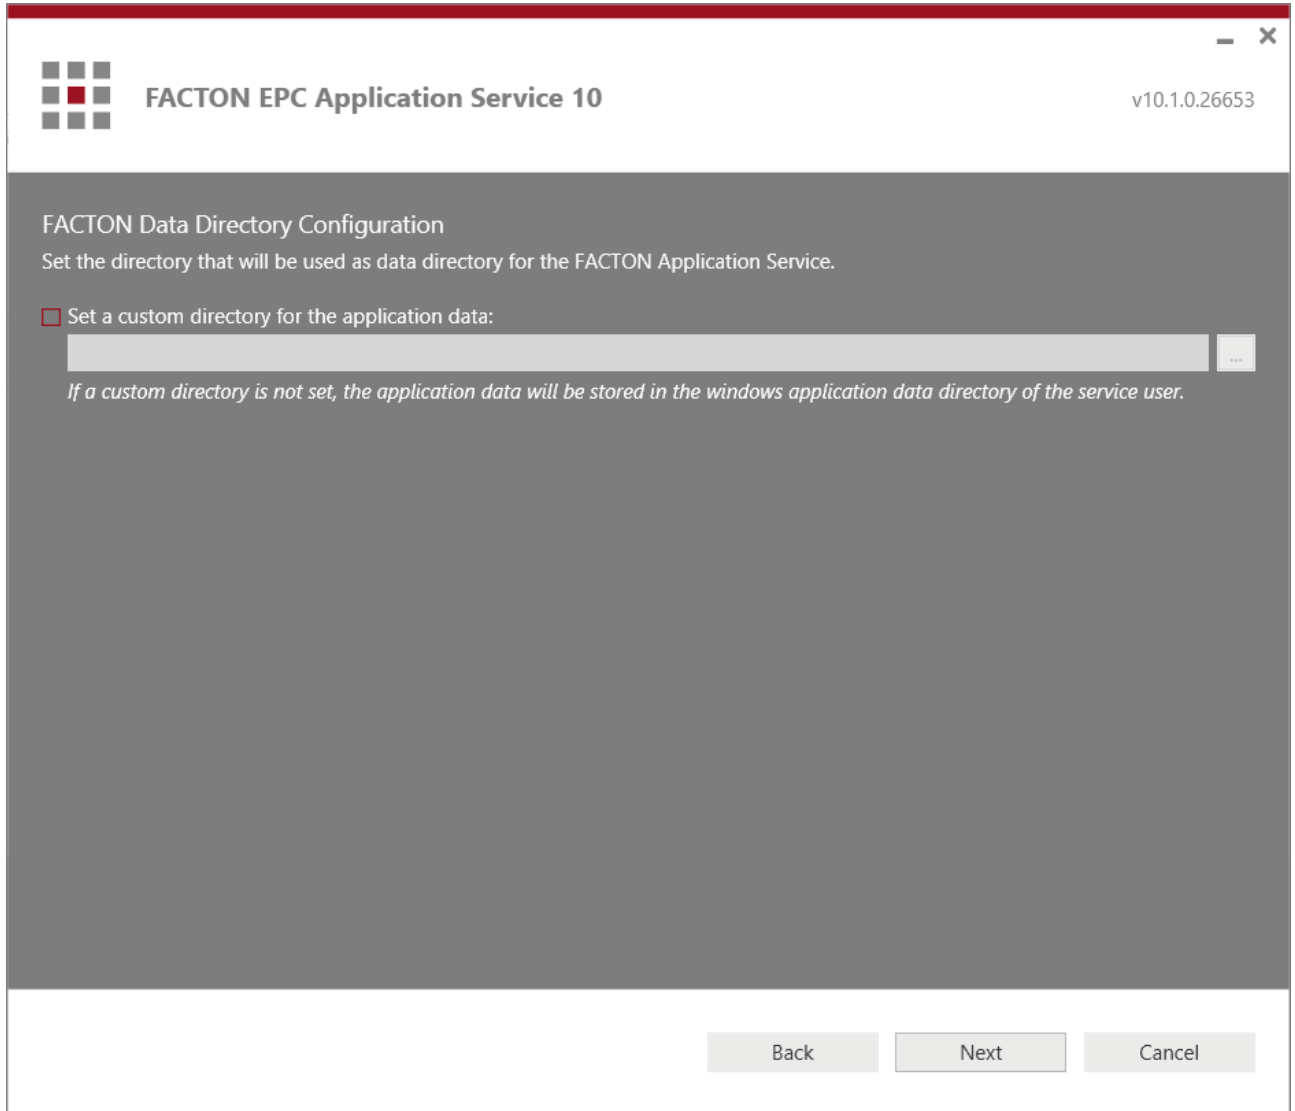 FACTON EPC Application Service 10
v10.1.0.26653
FACTON Data Directory Configuration
Set the directory that will be used as data directory for the FACTON Application Service.
Set a custom directory for the application data:
...
If a custom directory is not set, the application data will be stored in the windows application data directory of the service user.
Back
Next
Cancel